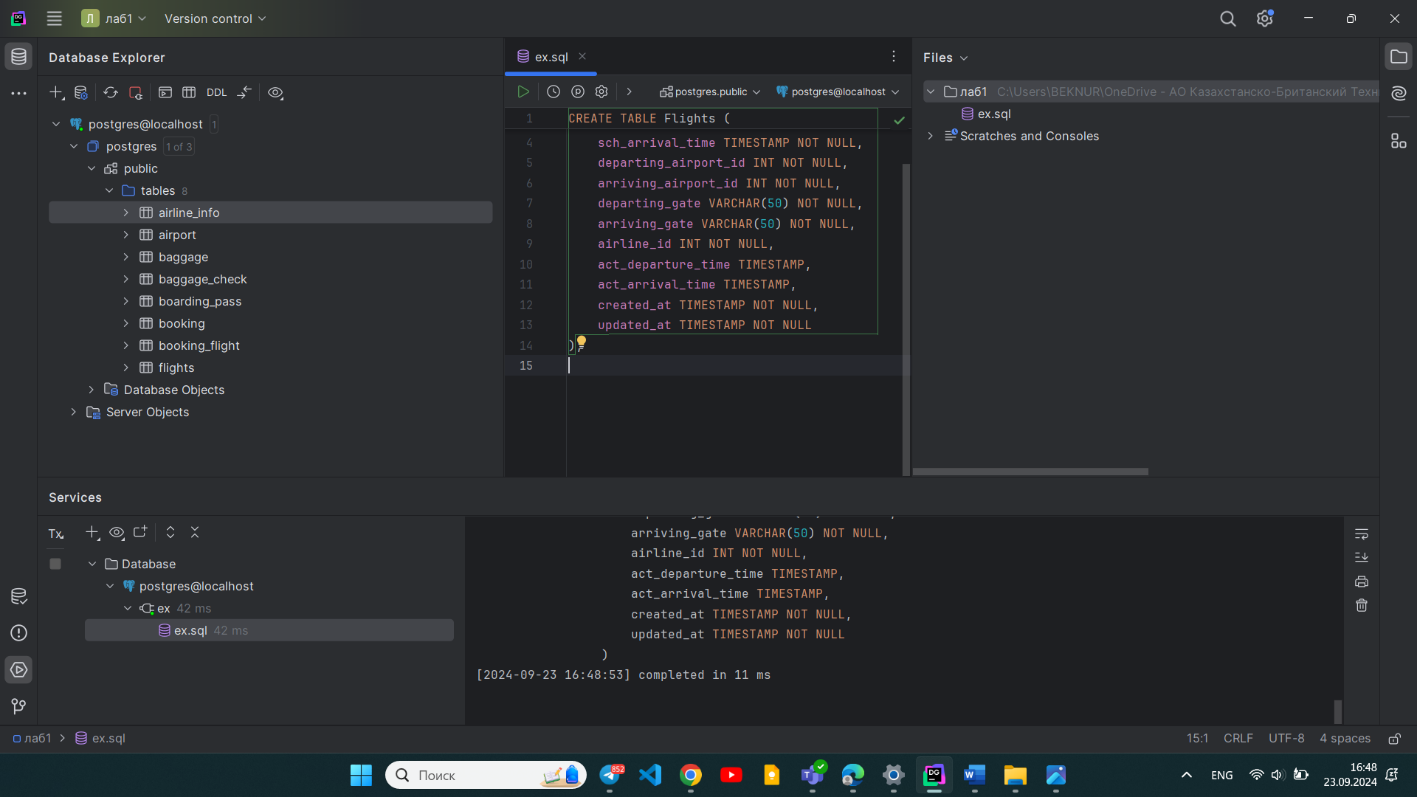 Л лаб1 Version control
Database Explorer
DDL
postgres@localhost 1
postgres 1 of 3
public
tables 8
airline_info
airport
baggage
baggage_check
boarding_pass
booking
booking_flight
flights
Database Objects
Server Objects
ex.sql
postgres.public postgres@localhost
1 CREATE TABLE Flights (
4 sch_arrival_time TIMESTAMP NOT NULL,
5 departing_airport_id INT NOT NULL,
6 arriving_airport_id INT NOT NULL,
7 departing_gate VARCHAR(50) NOT NULL,
8 arriving_gate VARCHAR(50) NOT NULL,
9 airline_id INT NOT NULL,
10 act_departure_time TIMESTAMP,
11 act_arrival_time TIMESTAMP,
12 created_at TIMESTAMP NOT NULL,
13 updated_at TIMESTAMP NOT NULL
14 );
15
Files
лаб1 C:\Users\BEKNUR\OneDrive - АО Казахстанско-Британский Техн
ex.sql
Scratches and Consoles
Services
Tx
Database
postgres@localhost
ex 42 ms
ex.sql 42 ms
arriving_gate VARCHAR(50) NOT NULL,
airline_id INT NOT NULL,
act_departure_time TIMESTAMP,
act_arrival_time TIMESTAMP,
created_at TIMESTAMP NOT NULL,
updated_at TIMESTAMP NOT NULL
)
[2024-09-23 16:48:53] completed in 11 ms
лаб1 ex.sql
15:1 CRLF UTF-8 4 spaces
Поиск
852
ENG
16:48
23.09.2024